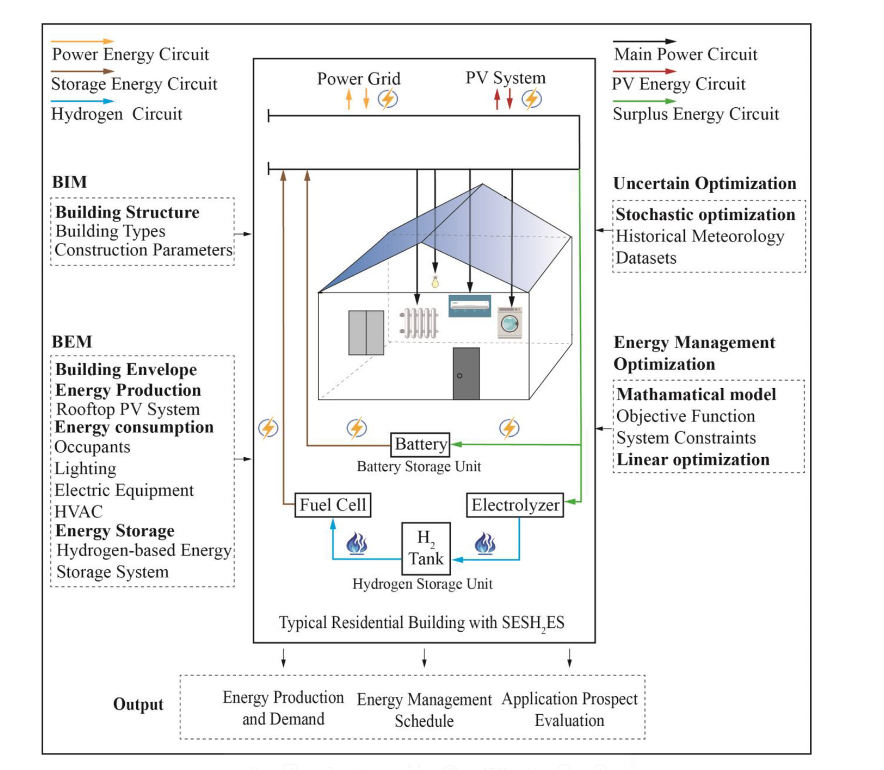 Power Energy Circuit
Storage Energy Circuit
Hydrogen Circuit
Power Grid
PV System
Main Power Circuit
PV Energy Circuit
Surplus Energy Circuit
BIM
Building Structure
Building Types
Construction Parameters
Uncertain Optimization
Stochastic optimization
Historical Meteorology
Datasets
BEM
Building Envelope
Energy Production
Rooftop PV System
Energy consumption
Occupants
Lighting
Electric Equipment
HVAC
Energy Storage
Hydrogen-based Energy
Storage System
Energy Management
Optimization
Mathamatical model
Objective Function
System Constraints
Linear optimization
Battery
Battery Storage Unit
Fuel Cell
Electrolyzer
H₂
Tank
Hydrogen Storage Unit
Typical Residential Building with SESH₂ES
Output
Energy Production
and Demand
Energy Management
Schedule
Application Prospect
Evaluation